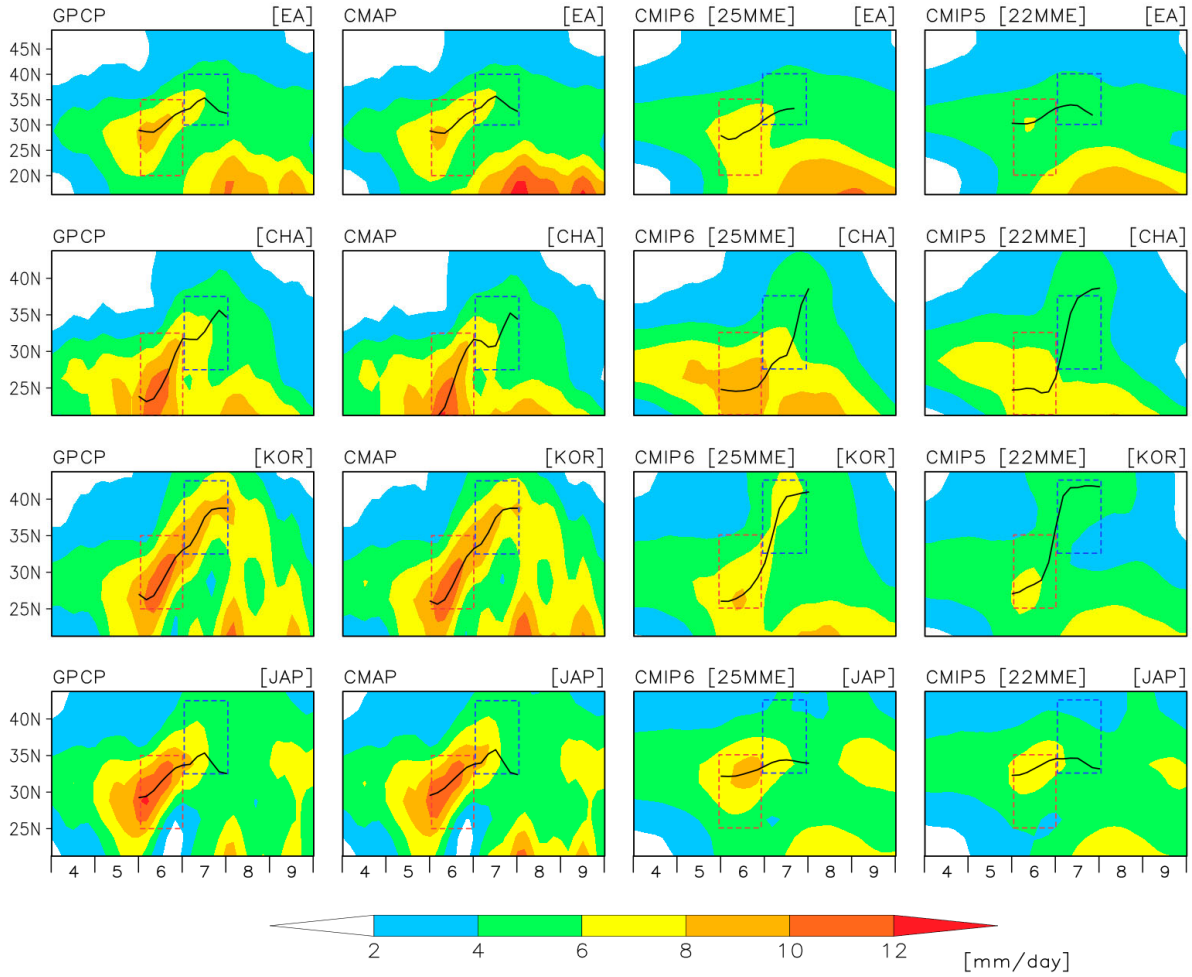 GPCP [EA] CMAP [EA] CMIP6 [25MME] [EA] CMIP5 [22MME] [EA]
45N
40N
35N
30N
25N
20N
GPCP [CHA] CMAP [CHA] CMIP6 [25MME] [CHA] CMIP5 [22MME] [CHA]
40N
35N
30N
25N
GPCP [KOR] CMAP [KOR] CMIP6 [25MME] [KOR] CMIP5 [22MME] [KOR]
40N
35N
30N
25N
GPCP [JAP] CMAP [JAP] CMIP6 [25MME] [JAP] CMIP5 [22MME] [JAP]
40N
35N
30N
25N
4 5 6 7 8 9 4 5 6 7 8 9 4 5 6 7 8 9 4 5 6 7 8 9
2 4 6 8 10 12
[mm/day]